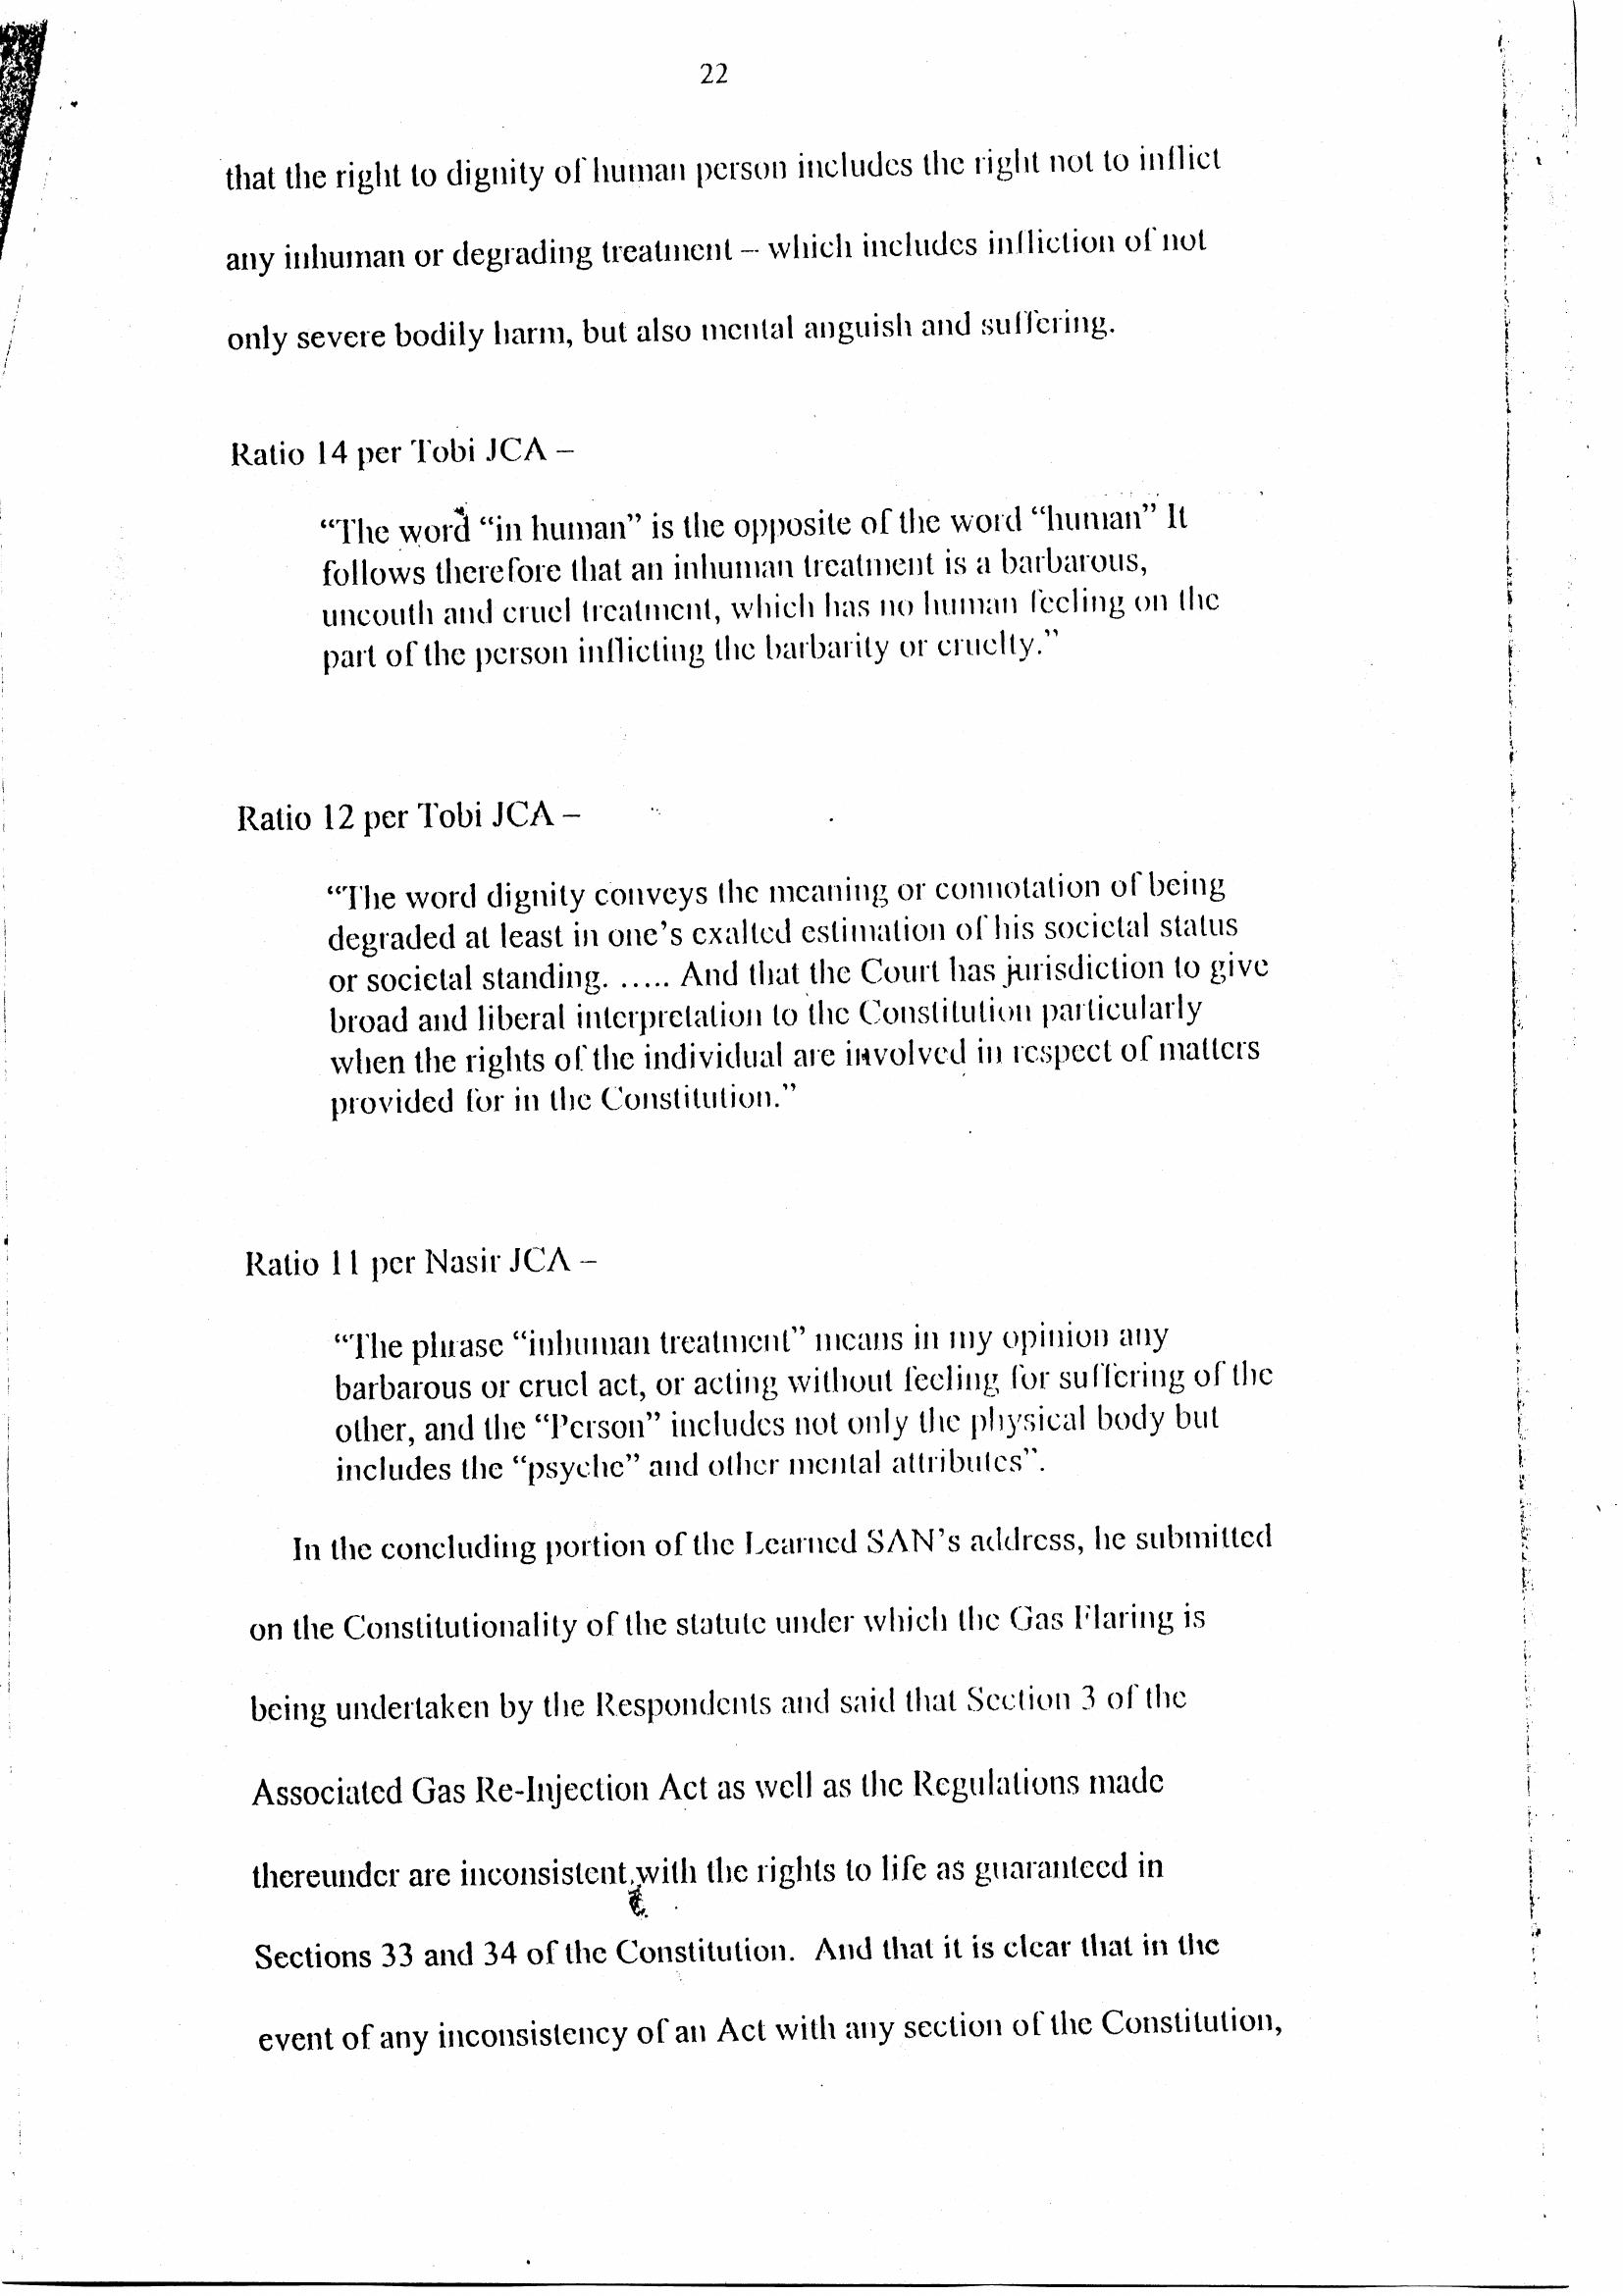 22
that the right to dignity of human person includes the right not to inflict
any inhuman or degrading treatment – which includes infliction of not
only severe bodily harm, but also mental anguish and suffering.
Ratio 14 per Tobi JCA –
“The word “in human” is the opposite of the word “human” It
follows therefore that an inhuman treatment is a barbarous,
uncouth and cruel treatment, which has no human feeling on the
part of the person inflicting the barbarity or cruelty.”
Ratio 12 per Tobi JCA –
“The word dignity conveys the meaning or connotation of being
degraded at least in one’s exalted estimation of his societal status
or societal standing. ….. And that the Court has jurisdiction to give
broad and liberal interpretation to the Constitution particularly
when the rights of the individual are involved in respect of matters
provided for in the Constitution.”
Ratio 11 per Nasir JCA –
“The phrase “inhuman treatment” means in my opinion any
barbarous or cruel act, or acting without feeling for suffering of the
other, and the “Person” includes not only the physical body but
includes the “psyche” and other mental attributes”.
In the concluding portion of the Learned SAN’s address, he submitted
on the Constitutionality of the statute under which the Gas Flaring is
being undertaken by the Respondents and said that Section 3 of the
Associated Gas Re-Injection Act as well as the Regulations made
thereunder are inconsistent with the rights to life as guaranteed in
Sections 33 and 34 of the Constitution. And that it is clear that in the
event of any inconsistency of an Act with any section of the Constitution,